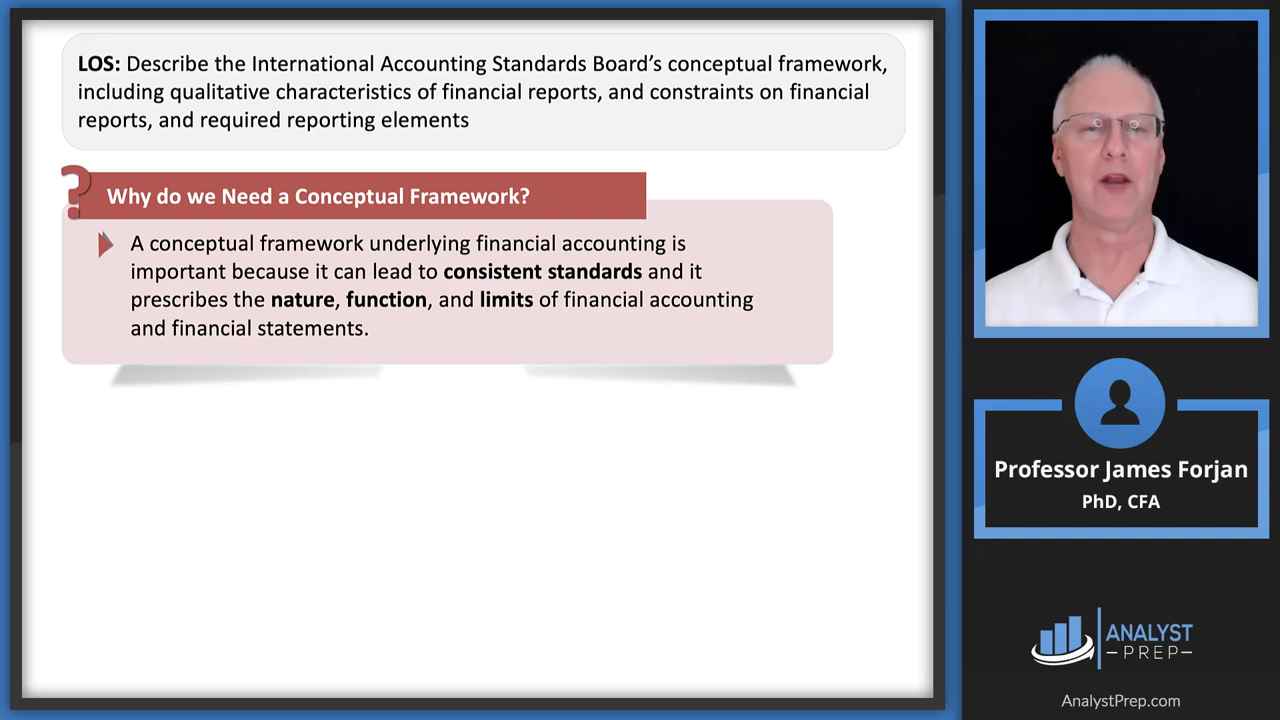 LOS: Describe the International Accounting Standards Board’s conceptual framework,
including qualitative characteristics of financial reports, and constraints on financial
reports, and required reporting elements
?
Why do we Need a Conceptual Framework?
A conceptual framework underlying financial accounting is
important because it can lead to consistent standards and it
prescribes the nature, function, and limits of financial accounting
and financial statements.
Professor James Forjan
PhD, CFA
ANALYST
PREP
AnalystPrep.com